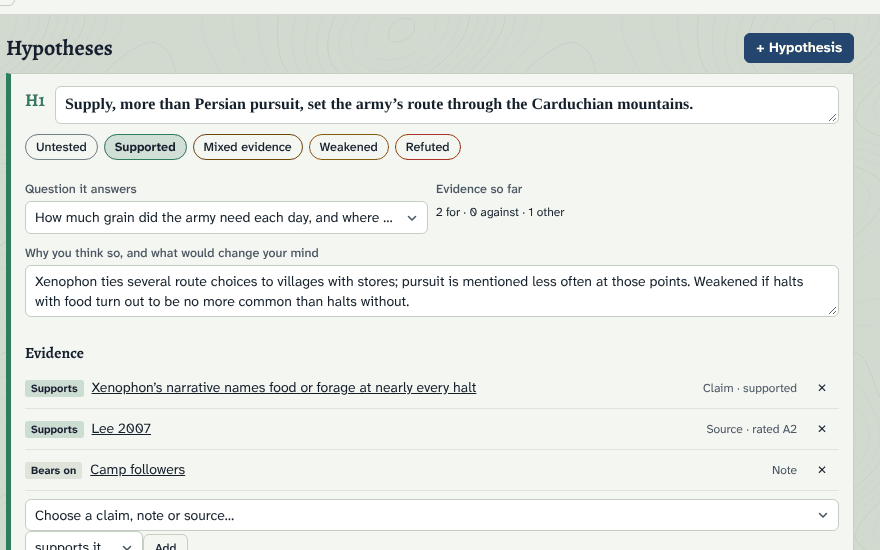 Hypotheses
+ Hypothesis
H1
Supply, more than Persian pursuit, set the army’s route through the Carduchian mountains.
Untested
Supported
Mixed evidence
Weakened
Refuted
Question it answers
Evidence so far
How much grain did the army need each day, and where ...
2 for · 0 against · 1 other
Why you think so, and what would change your mind
Xenophon ties several route choices to villages with stores; pursuit is mentioned less often at those points. Weakened if halts
with food turn out to be no more common than halts without.
Evidence
Supports Xenophon’s narrative names food or forage at nearly every halt Claim · supported ×
Supports Lee 2007 Source · rated A2 ×
Bears on Camp followers Note ×
Choose a claim, note or source...
supports it
Add